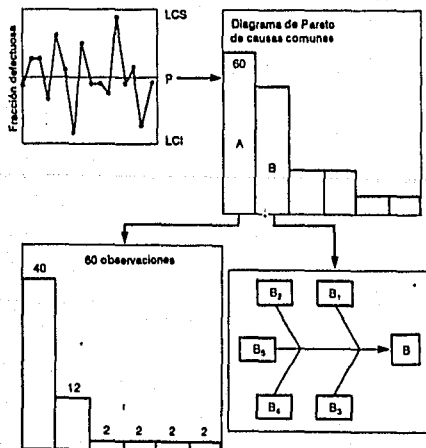 LCS
Fracción defectuosa
P
LCI
Diagrama de Pareto
de causas comunes
60
A
B
60 observaciones
40
12
2 2 2 2
B₂ B₁
B₅ B
B₄ B₃